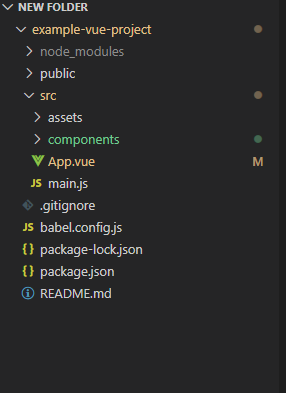 NEW FOLDER
example-vue-project
node_modules
public
src
assets
components
App.vue M
JS main.js
.gitignore
babel.config.js
package-lock.json
package.json
README.md